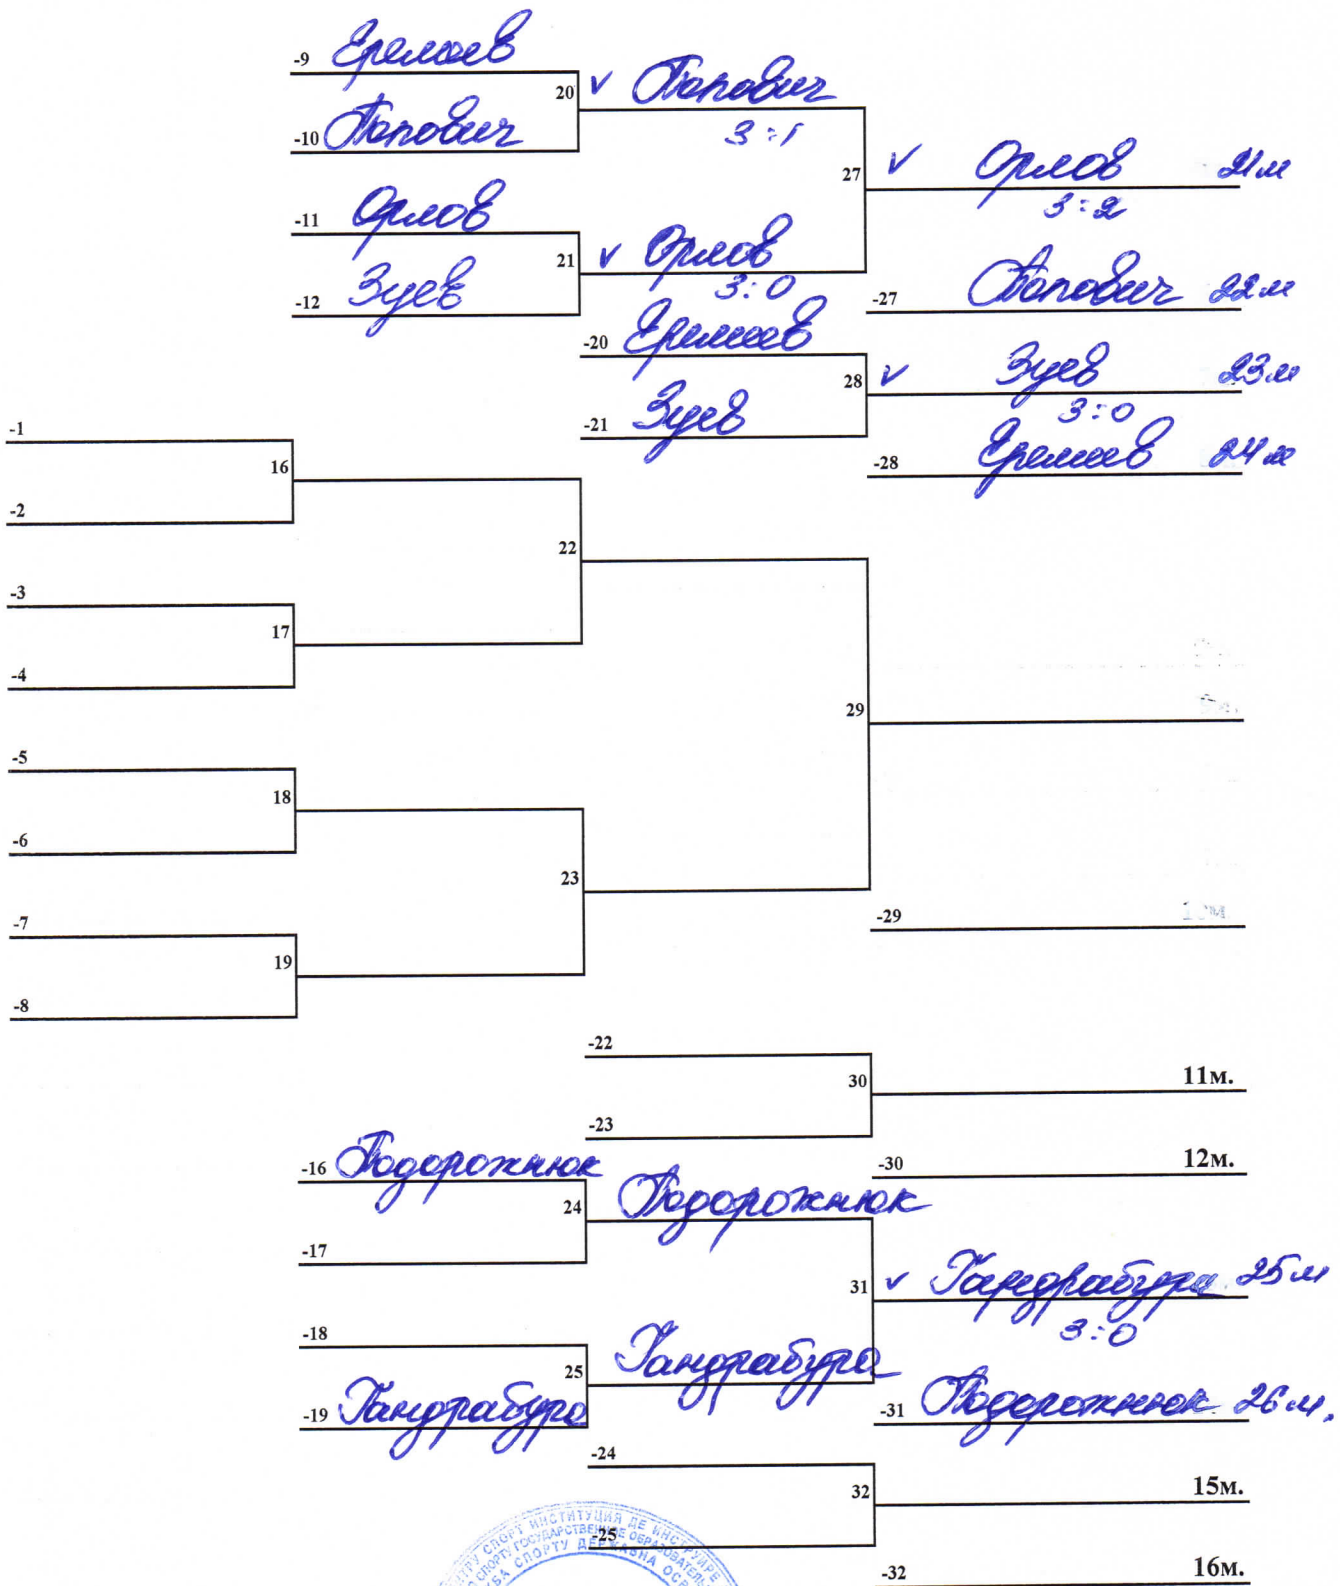 -9 Еремеев
20 v Попович
-10 Попович
3:1
27 v Орлов 21м
3:2
-11 Орлов
21 v Орлов
3:0
-12 Зуев
-27 Попович 22м
-20 Еремеев
28 v Зуев 23м
3:0
-21 Зуев
-28 Еремеев 24м
-1
16
-2
22
-3
17
-4
29
-5
18
-6
23
-7
-29
19
-8
-22
30 11м.
-23
-30 12м.
-16 Подорожнюк
24 Подорожнюк
-17
31 v Гандрабура 25м
3:0
-18
25 Гандрабура
-19 Гандрабура
-31 Подорожнюк 26м.
-24
32 15м.
-25
-32 16м.